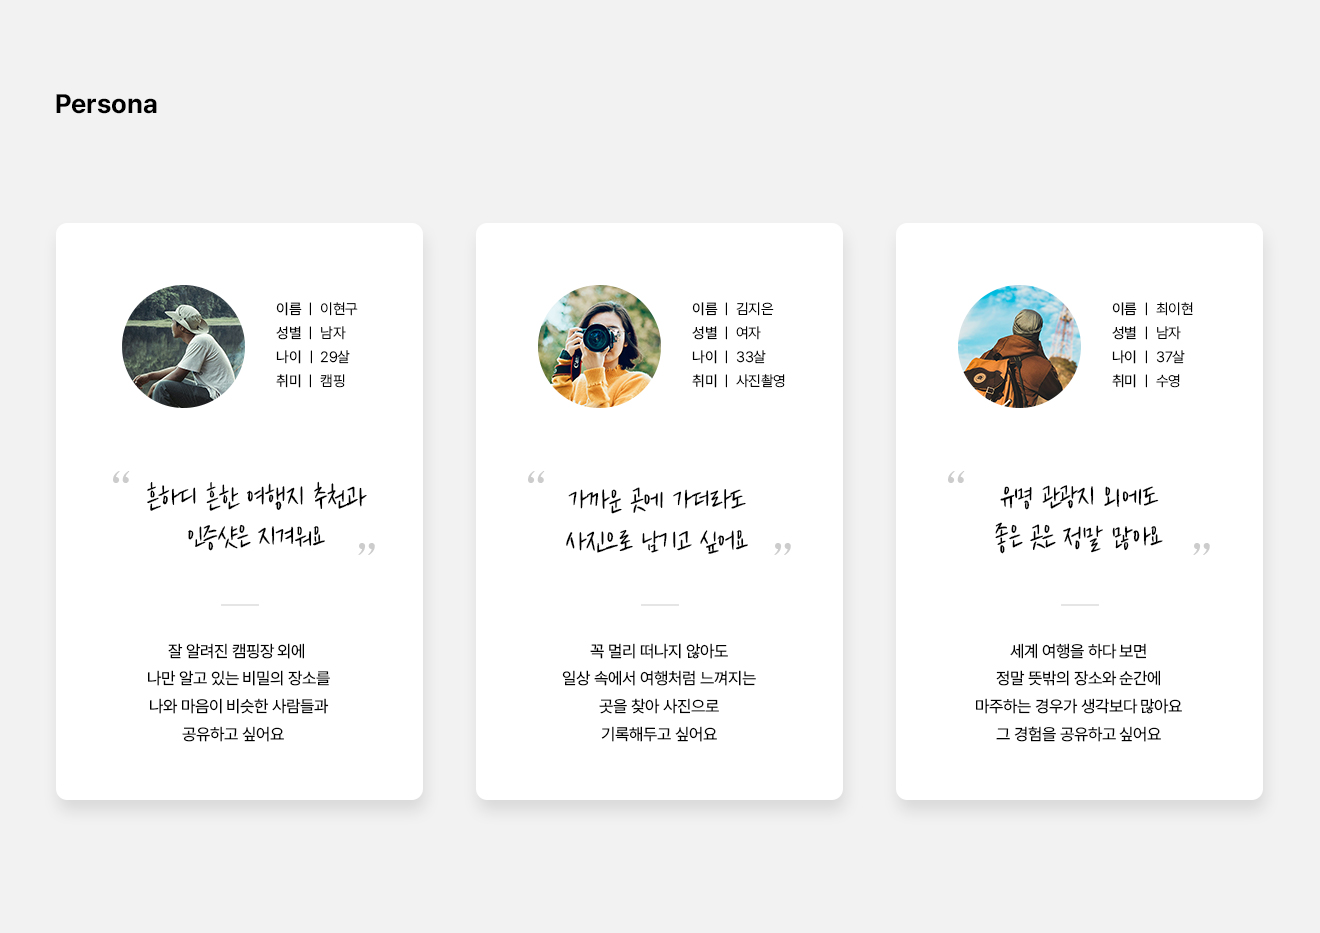 Persona
이름 | 이현구
성별 | 남자
나이 | 29살
취미 | 캠핑
“ 흔하디 흔한 여행지 추천과
인증샷은 지겨워요 ”
잘 알려진 캠핑장 외에
나만 알고 있는 비밀의 장소를
나와 마음이 비슷한 사람들과
공유하고 싶어요
이름 | 김지은
성별 | 여자
나이 | 33살
취미 | 사진촬영
“ 가까운 곳에 가더라도
사진으로 남기고 싶어요 ”
꼭 멀리 떠나지 않아도
일상 속에서 여행처럼 느껴지는
곳을 찾아 사진으로
기록해두고 싶어요
이름 | 최이현
성별 | 남자
나이 | 37살
취미 | 수영
“ 유명 관광지 외에도
좋은 곳은 정말 많아요 ”
세계 여행을 하다 보면
정말 뜻밖의 장소와 순간에
마주하는 경우가 생각보다 많아요
그 경험을 공유하고 싶어요